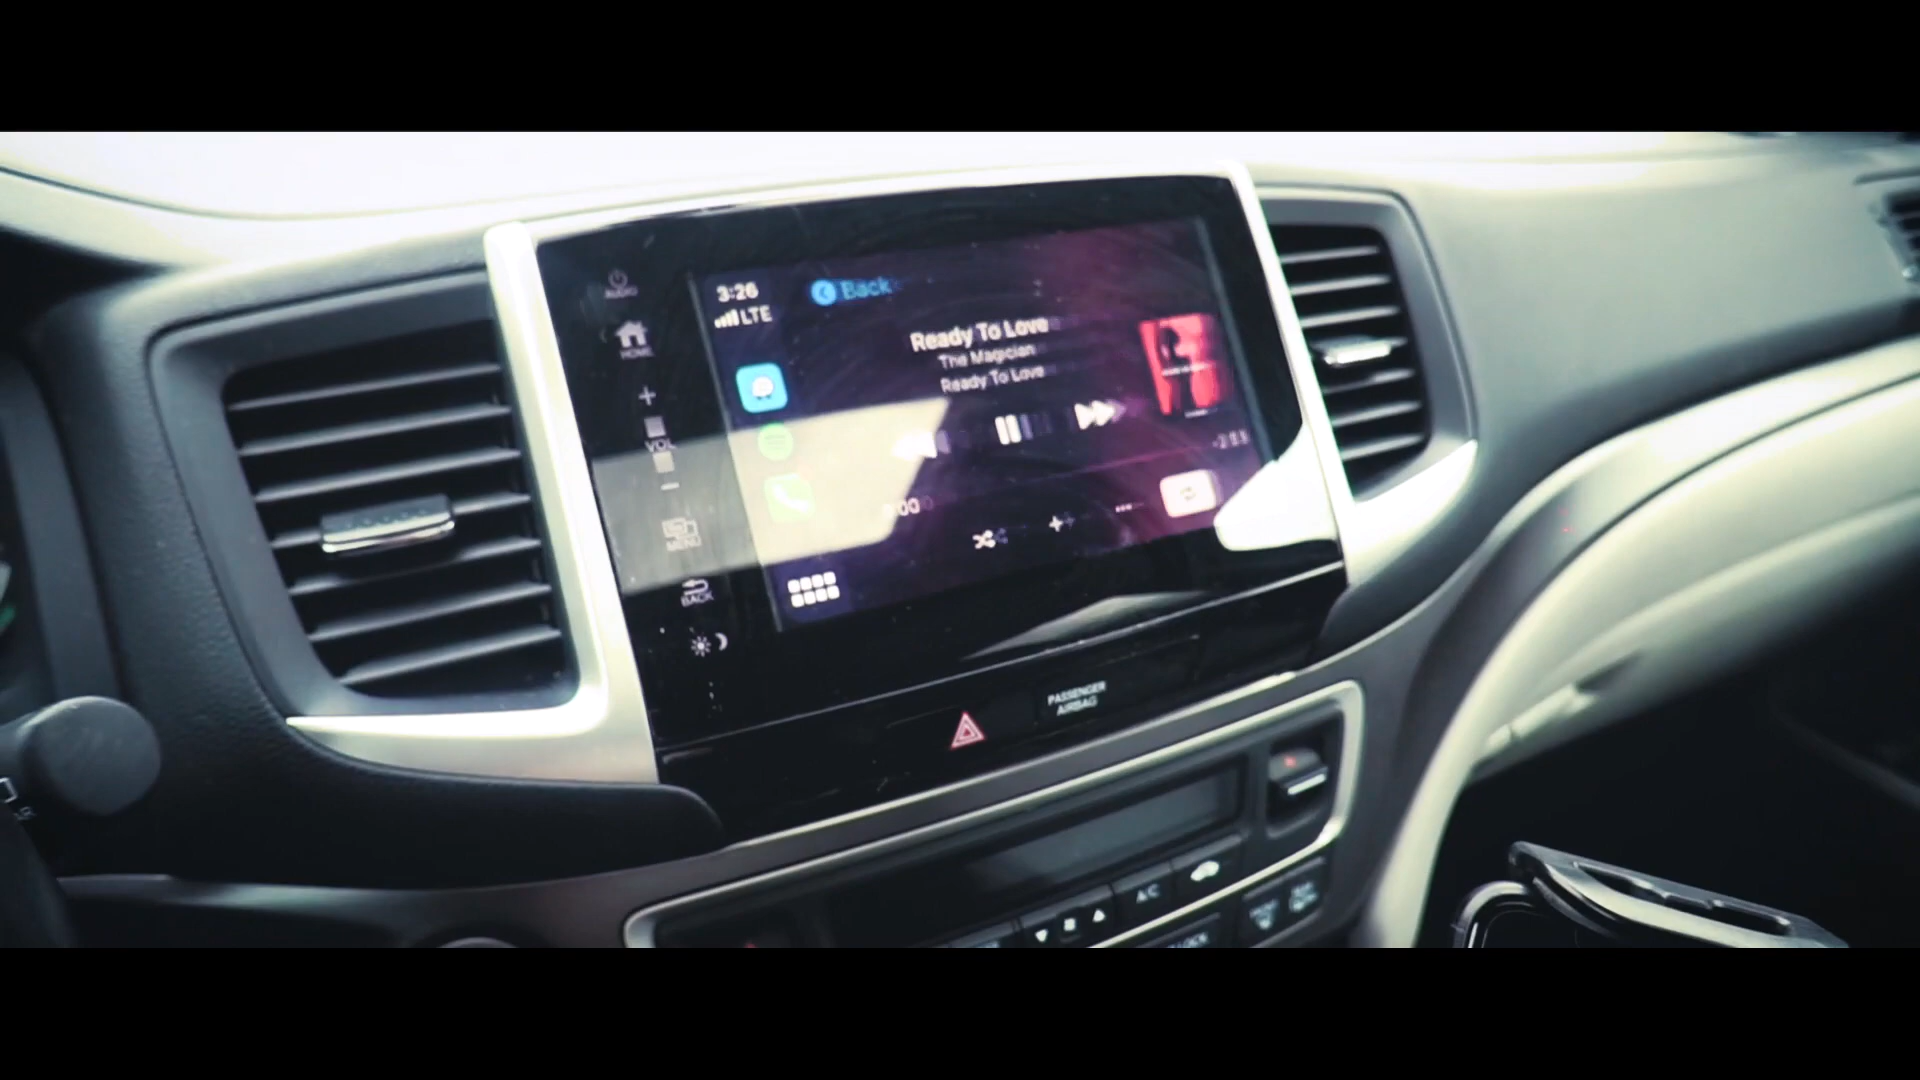 AUDIO
HOME
VOL
MENU
BACK
3:26
LTE
Back
Ready To Love
The Magician
Ready To Love
PASSENGER
AIRBAG
A/C